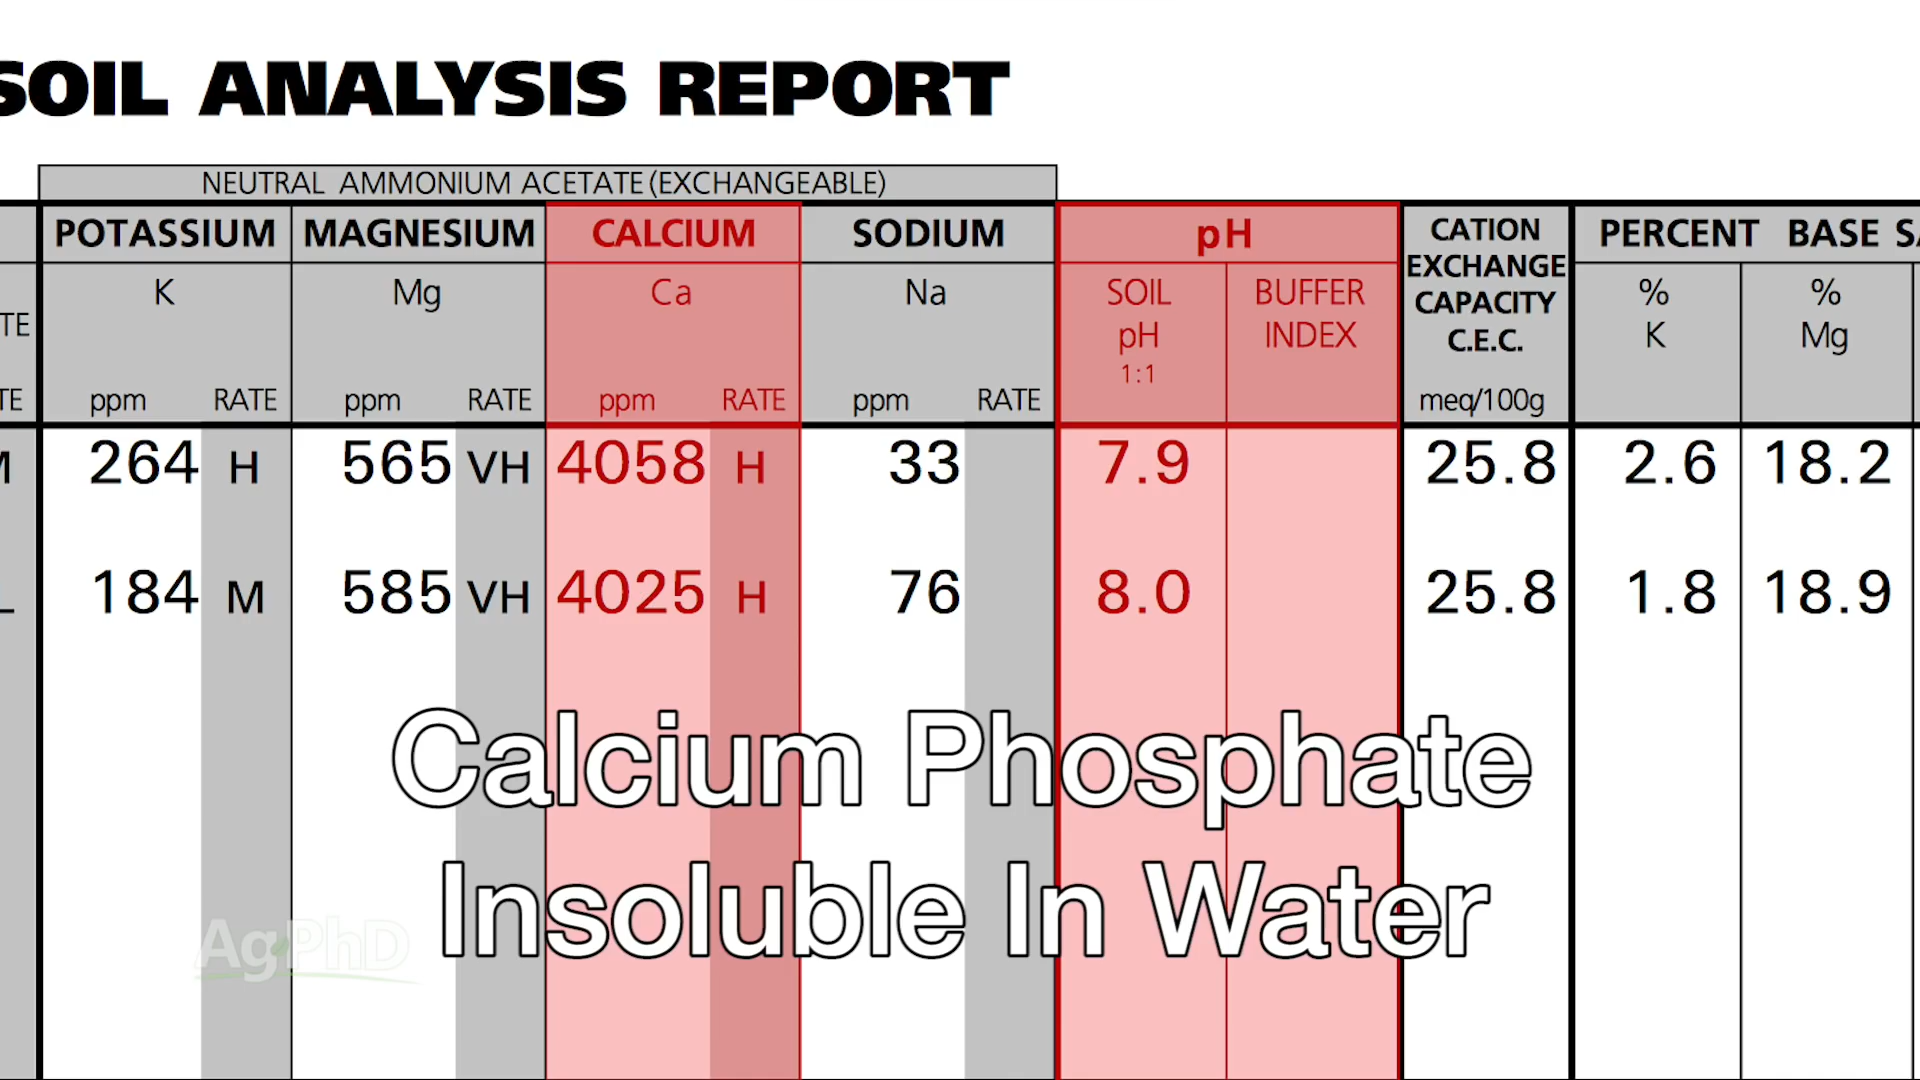 SOIL ANALYSIS REPORT
NEUTRAL AMMONIUM ACETATE (EXCHANGEABLE)
POTASSIUM MAGNESIUM CALCIUM SODIUM pH CATION EXCHANGE CAPACITY C.E.C. PERCENT BASE
K Mg Ca Na SOIL pH 1:1 BUFFER INDEX % K % Mg
ppm RATE ppm RATE ppm RATE ppm RATE meq/100g
264 H 565 VH 4058 H 33 7.9 25.8 2.6 18.2
184 M 585 VH 4025 H 76 8.0 25.8 1.8 18.9
Calcium Phosphate
Insoluble In Water
AgPhD